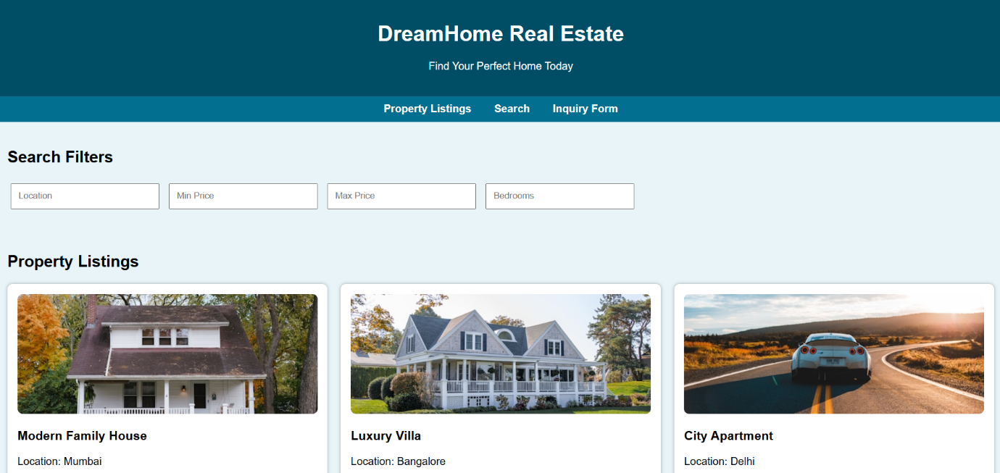 DreamHome Real Estate
Find Your Perfect Home Today
Property Listings Search Inquiry Form
Search Filters
Location Min Price Max Price Bedrooms
Property Listings
Modern Family House
Location: Mumbai
Luxury Villa
Location: Bangalore
City Apartment
Location: Delhi